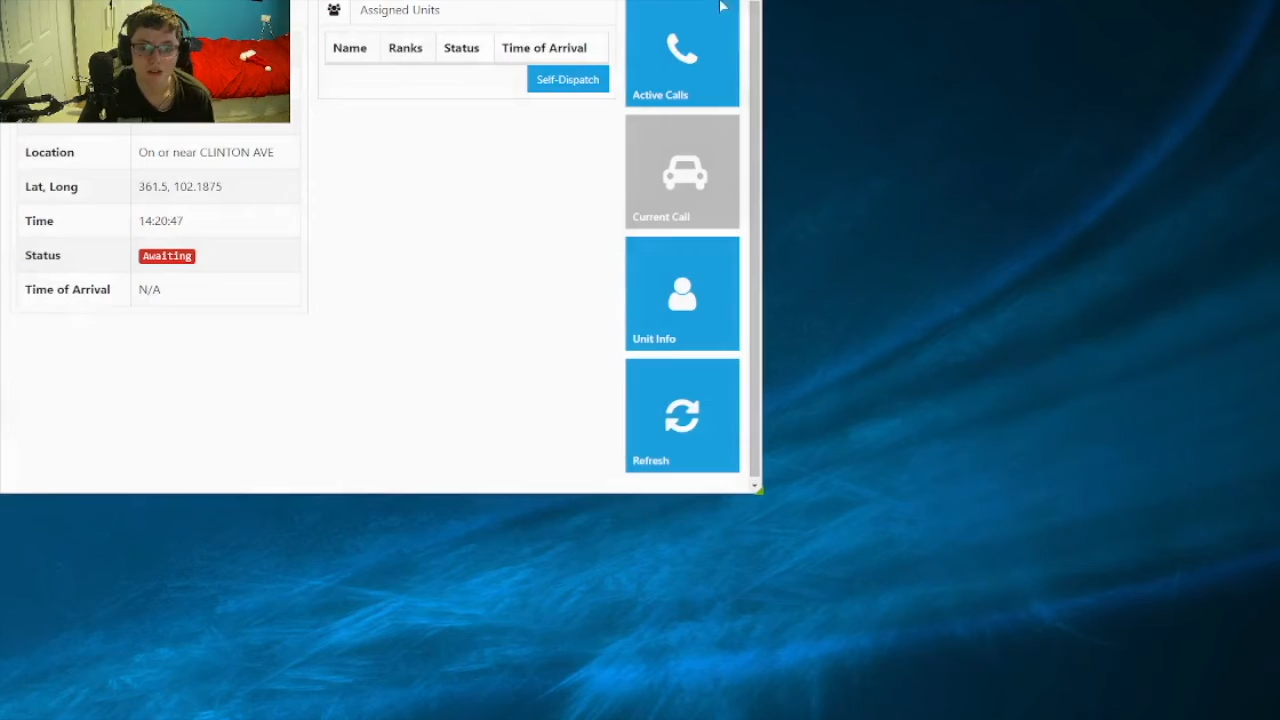 Assigned Units
Name Ranks Status Time of Arrival
Self-Dispatch
Location On or near CLINTON AVE
Lat, Long 361.5, 102.1875
Time 14:20:47
Status Awaiting
Time of Arrival N/A
Active Calls
Current Call
Unit Info
Refresh